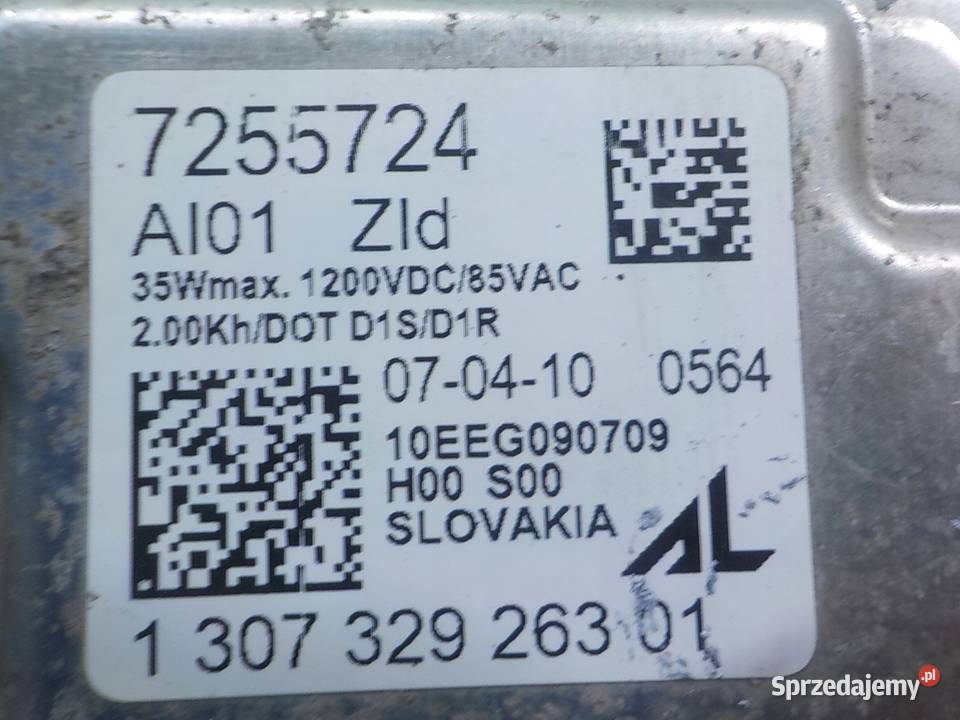 7255724
AI01 ZId
35Wmax. 1200VDC/85VAC
2.00Kh/DOT D1S/D1R
07-04-10 0564
10EEG090709
H00 S00
SLOVAKIA
AL
1 307 329 263 01
Sprzedajemy.pl